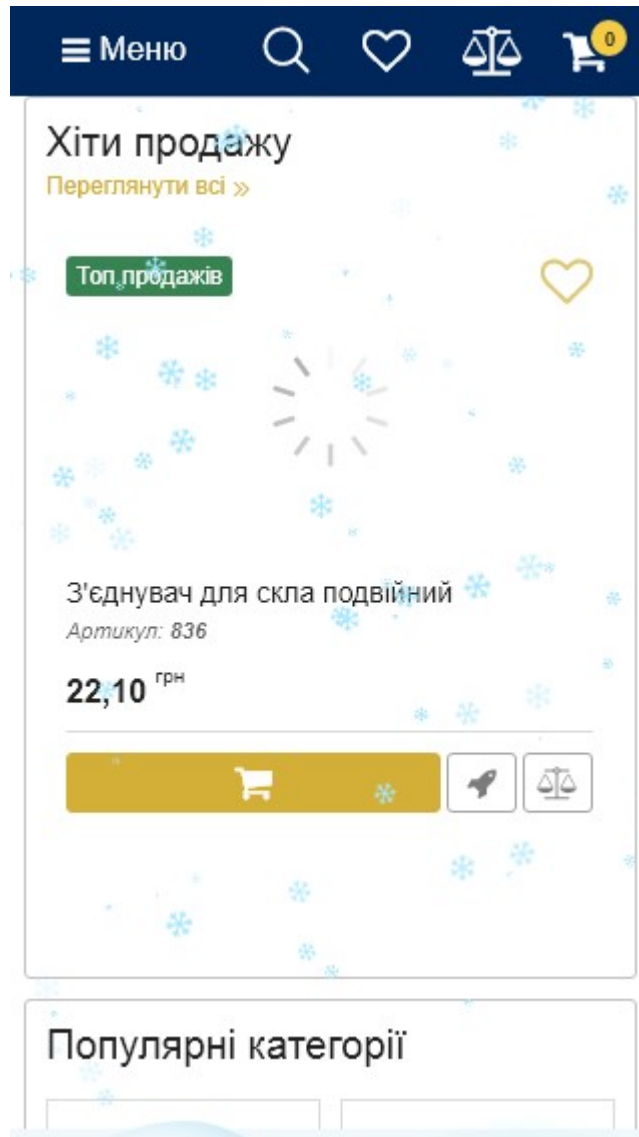 Меню
0
Хіти продажу
Переглянути всі »
Топ продажів
З'єднувач для скла подвійний
Артикул: 836
22,10 грн
Популярні категорії